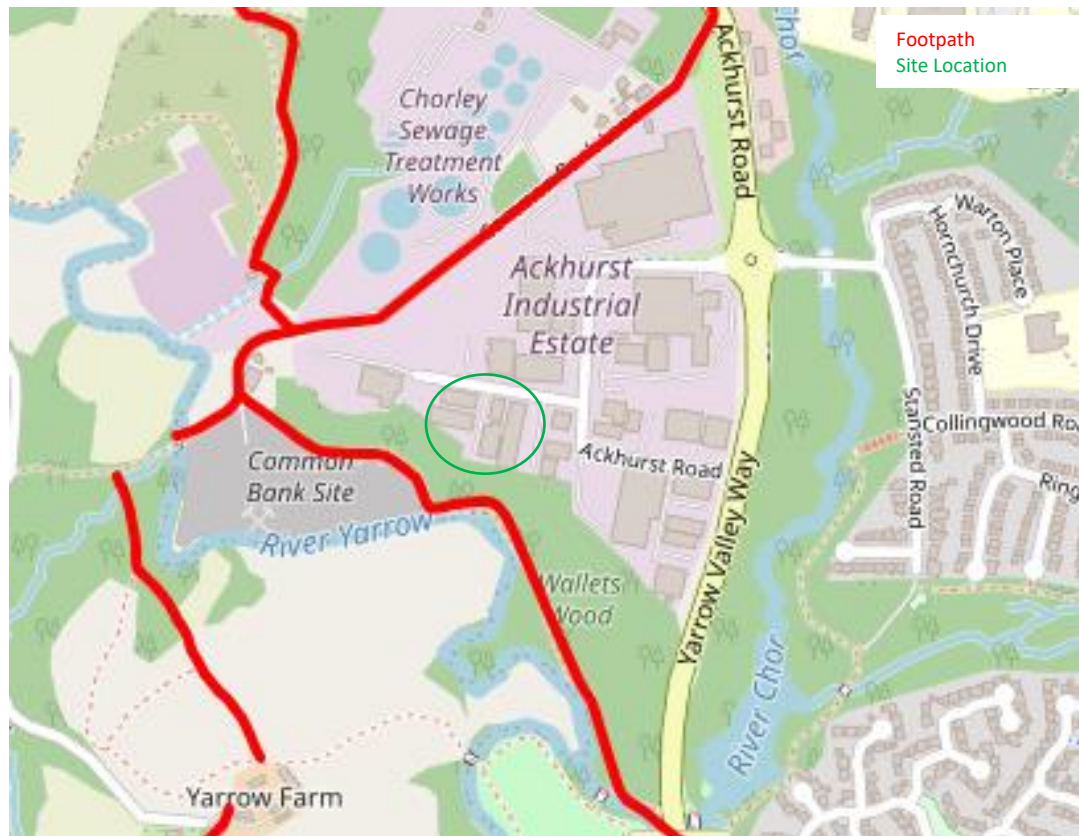 Footpath
Site Location
Chor
Ackhurst Road
Chorley
Sewage
Treatment
Works
Warton Place
Hornchurch Drive
Ackhurst
Industrial
Estate
Stansted Road
Collingwood Ro
Ackhurst Road
Ring
Common
Bank Site
River Yarrow
Yarrow Valley Way
Wallets
Wood
River Chor
Yarrow Farm